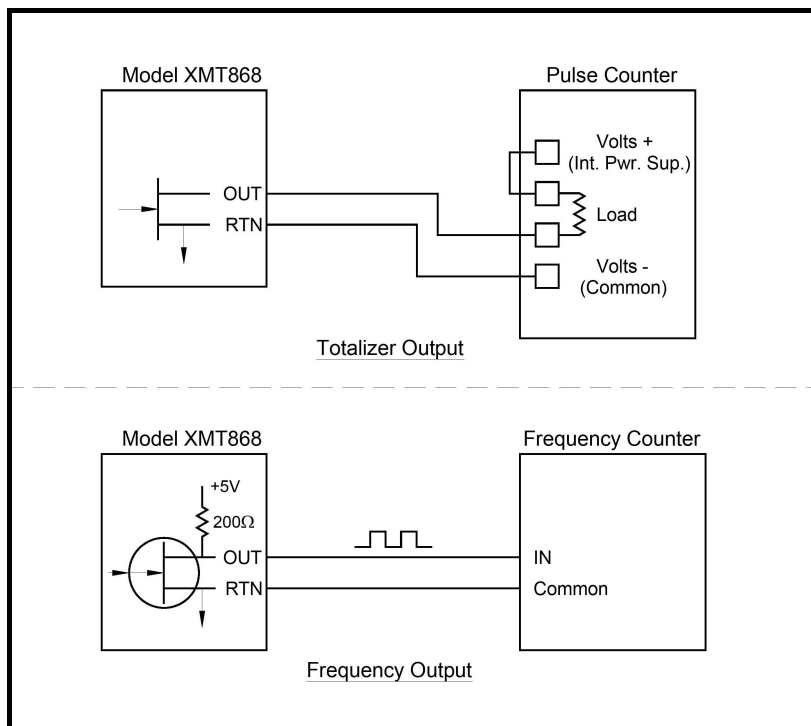 Model XMT868
Pulse Counter
OUT
RTN
Volts +
(Int. Pwr. Sup.)
Load
Volts -
(Common)
Totalizer Output
Model XMT868
Frequency Counter
+5V
200Ω
OUT
RTN
IN
Common
Frequency Output